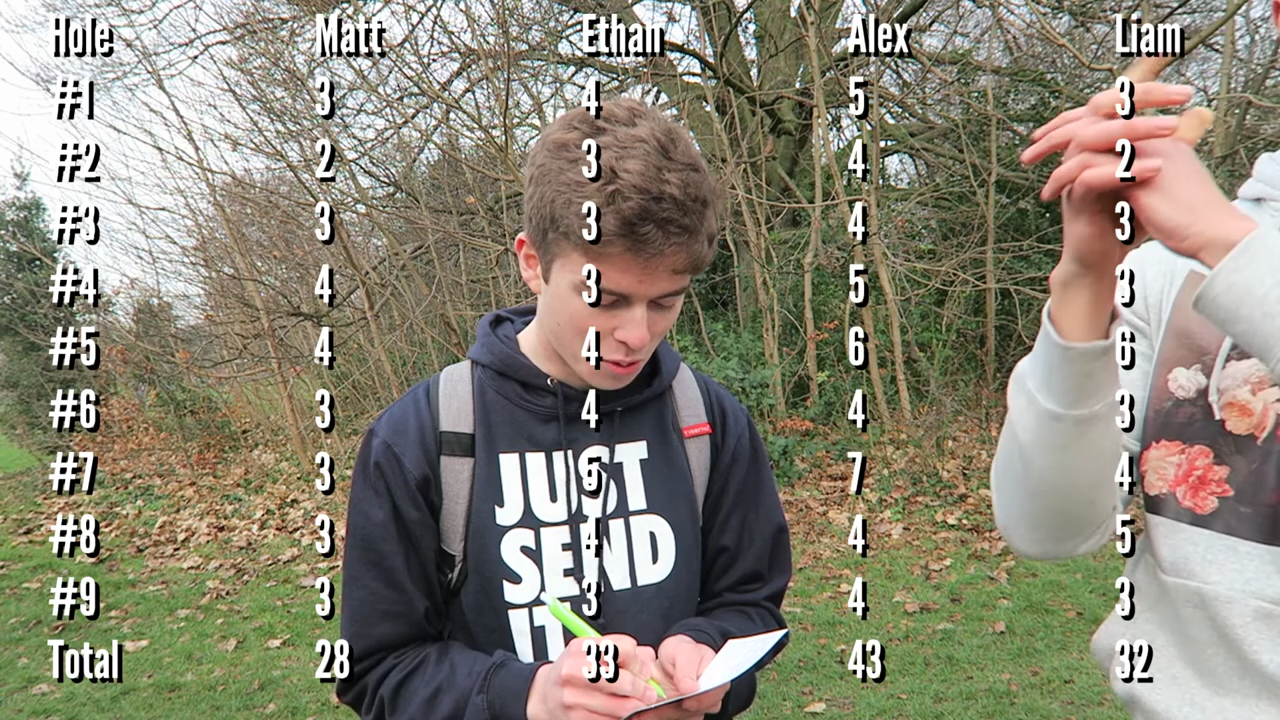 Hole Matt Ethan Alex Liam
#1 3 4 5 3
#2 2 3 4 2
#3 3 3 4 3
#4 4 3 5 3
#5 4 4 6 6
#6 3 4 4 3
#7 3 5 7 4
#8 3 4 4 5
#9 3 3 4 3
Total 28 33 43 32
JUST
SEND
IT